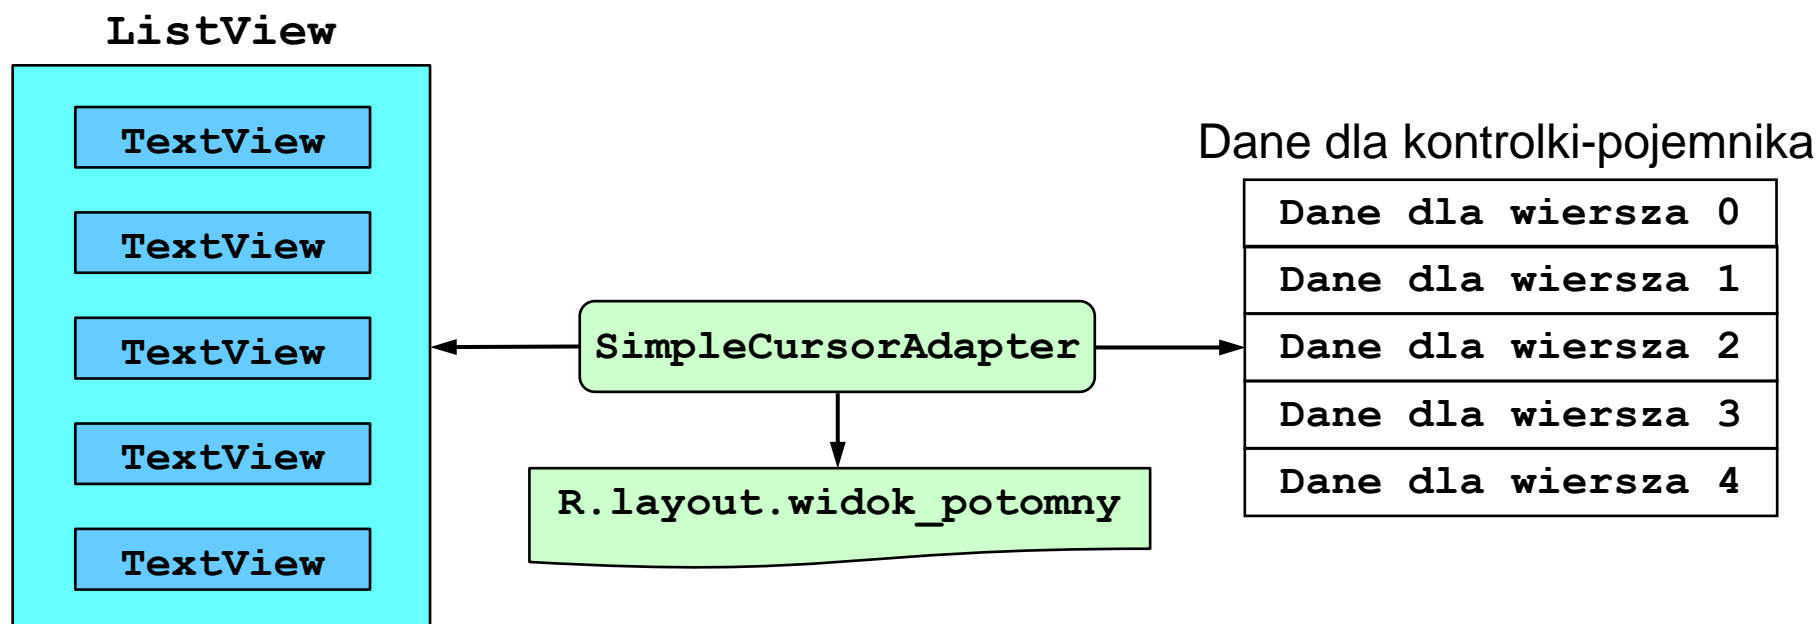 ListView
TextView
TextView
TextView
TextView
TextView
SimpleCursorAdapter
R.layout.widok_potomny
Dane dla kontrolki-pojemnika
Dane dla wiersza 0
Dane dla wiersza 1
Dane dla wiersza 2
Dane dla wiersza 3
Dane dla wiersza 4